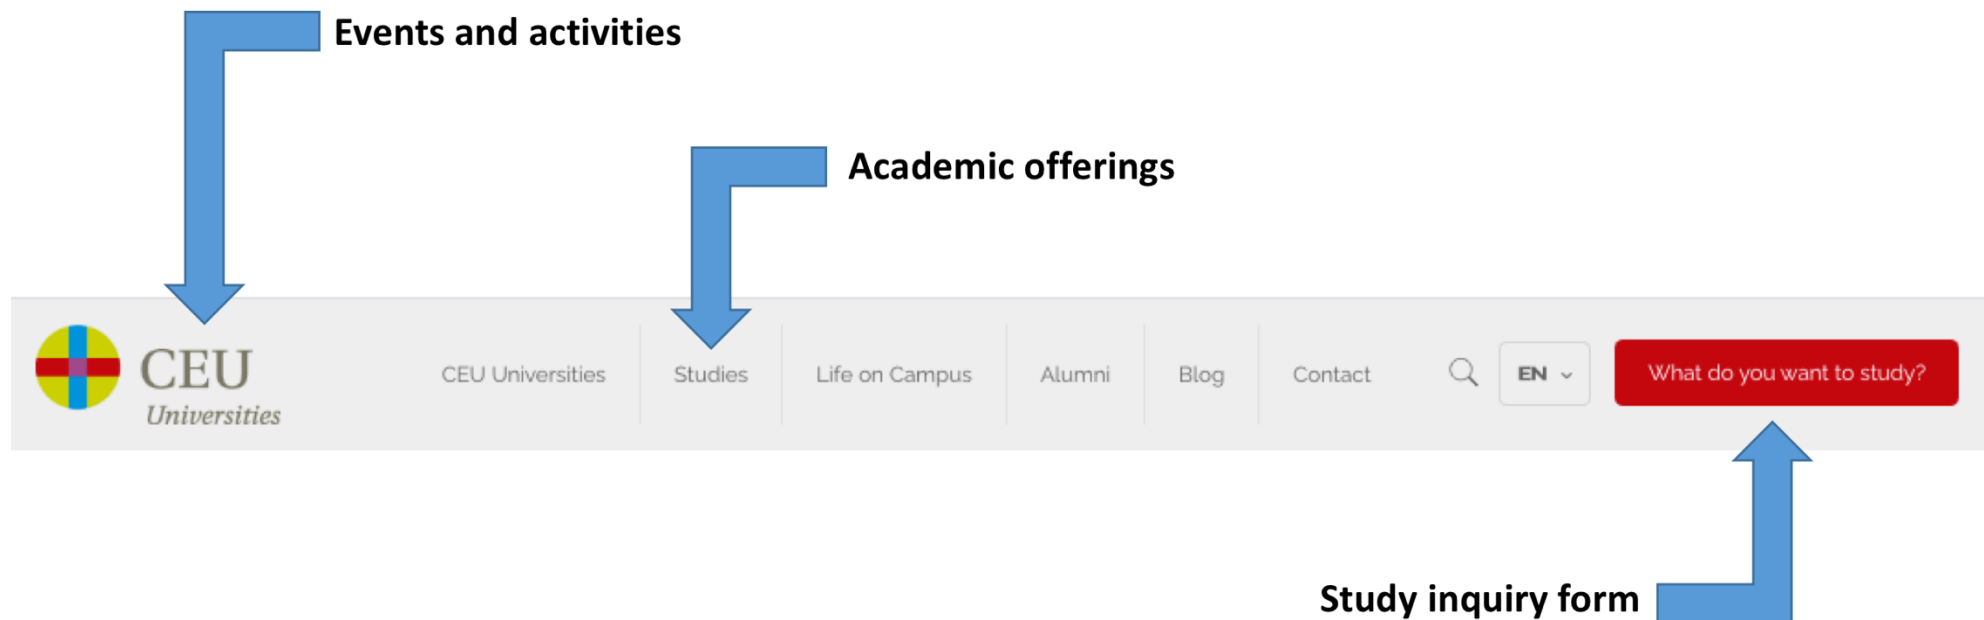 Events and activities
Academic offerings
CEU
Universities
CEU Universities Studies Life on Campus Alumni Blog Contact EN What do you want to study?
Study inquiry form